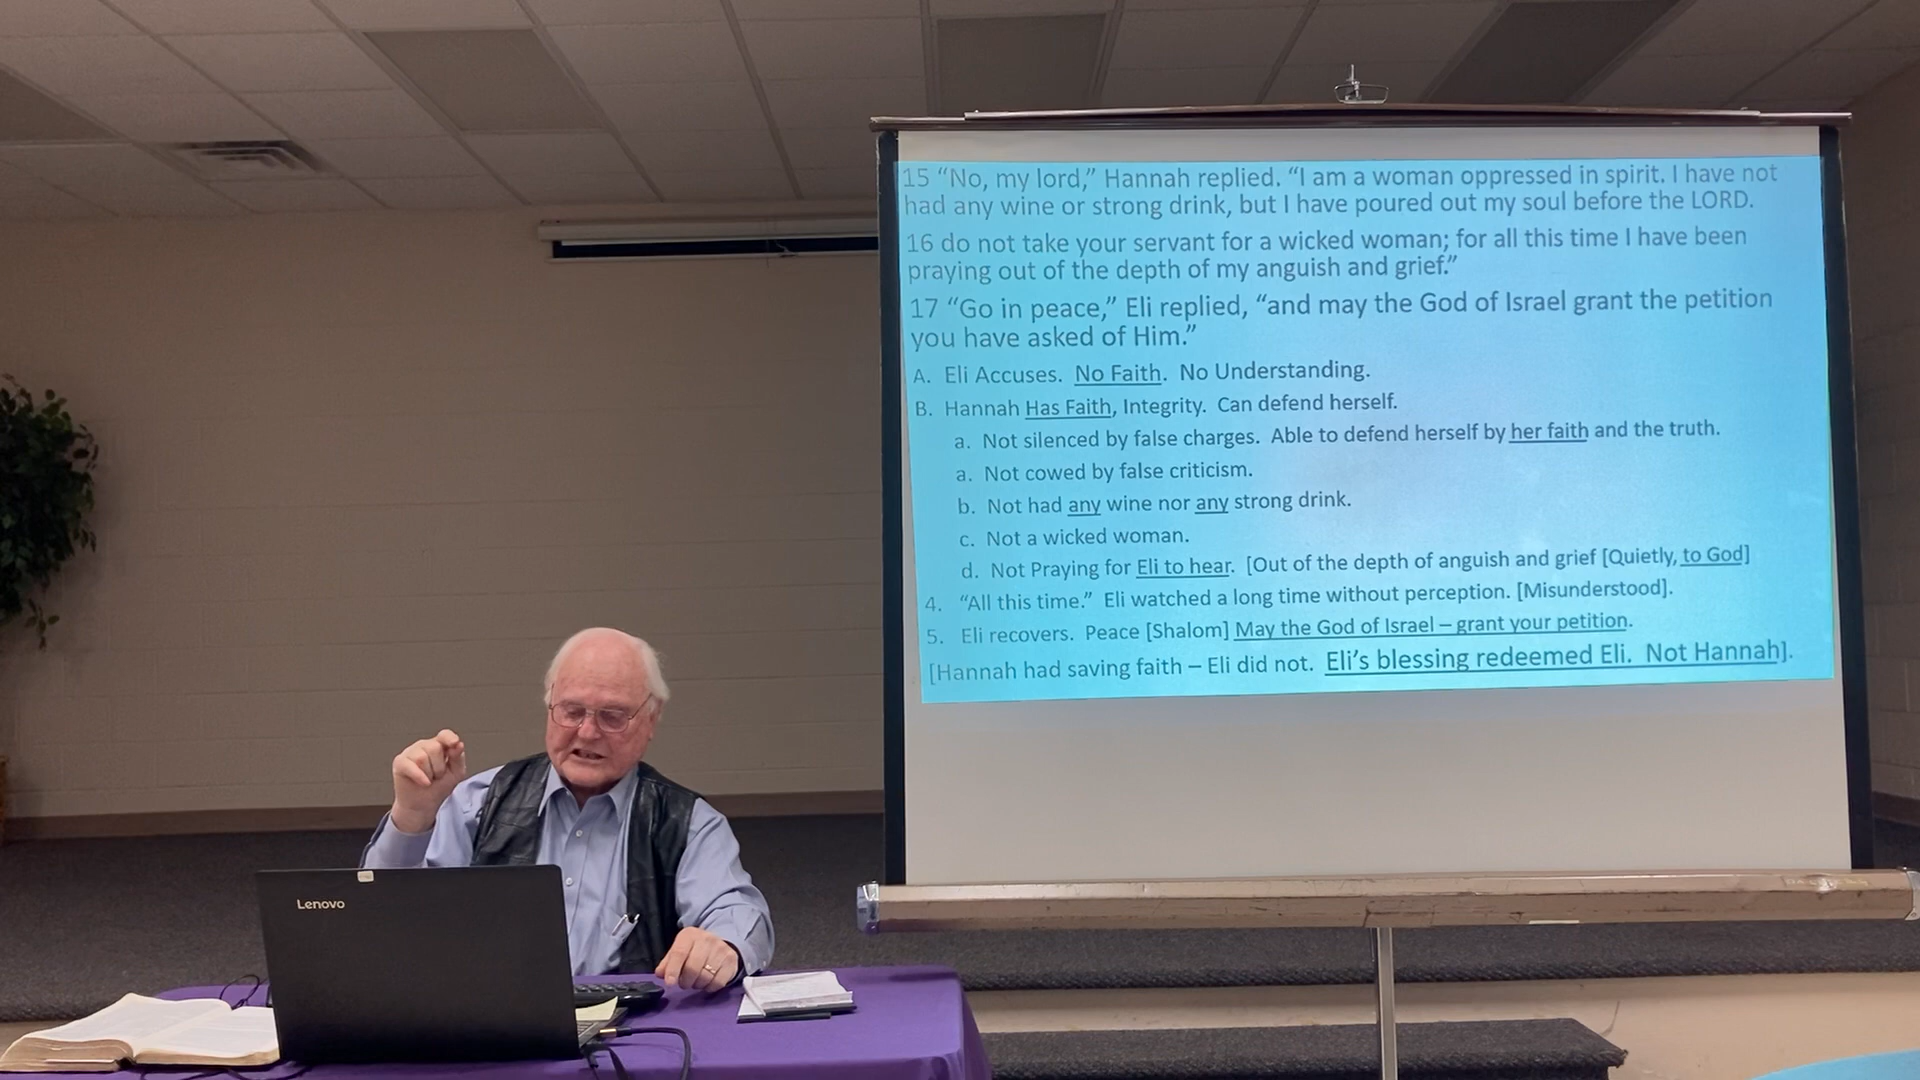 15 “No, my lord,” Hannah replied. “I am a woman oppressed in spirit. I have not
had any wine or strong drink, but I have poured out my soul before the LORD.
16 do not take your servant for a wicked woman; for all this time I have been
praying out of the depth of my anguish and grief.”
17 “Go in peace,” Eli replied, “and may the God of Israel grant the petition
you have asked of Him.”
A. Eli Accuses. No Faith. No Understanding.
B. Hannah Has Faith, Integrity. Can defend herself.
a. Not silenced by false charges. Able to defend herself by her faith and the truth.
a. Not cowed by false criticism.
b. Not had any wine nor any strong drink.
c. Not a wicked woman.
d. Not Praying for Eli to hear. [Out of the depth of anguish and grief [Quietly, to God]
4. “All this time.” Eli watched a long time without perception. [Misunderstood].
5. Eli recovers. Peace [Shalom] May the God of Israel – grant your petition.
[Hannah had saving faith – Eli did not. Eli’s blessing redeemed Eli. Not Hannah].
Lenovo